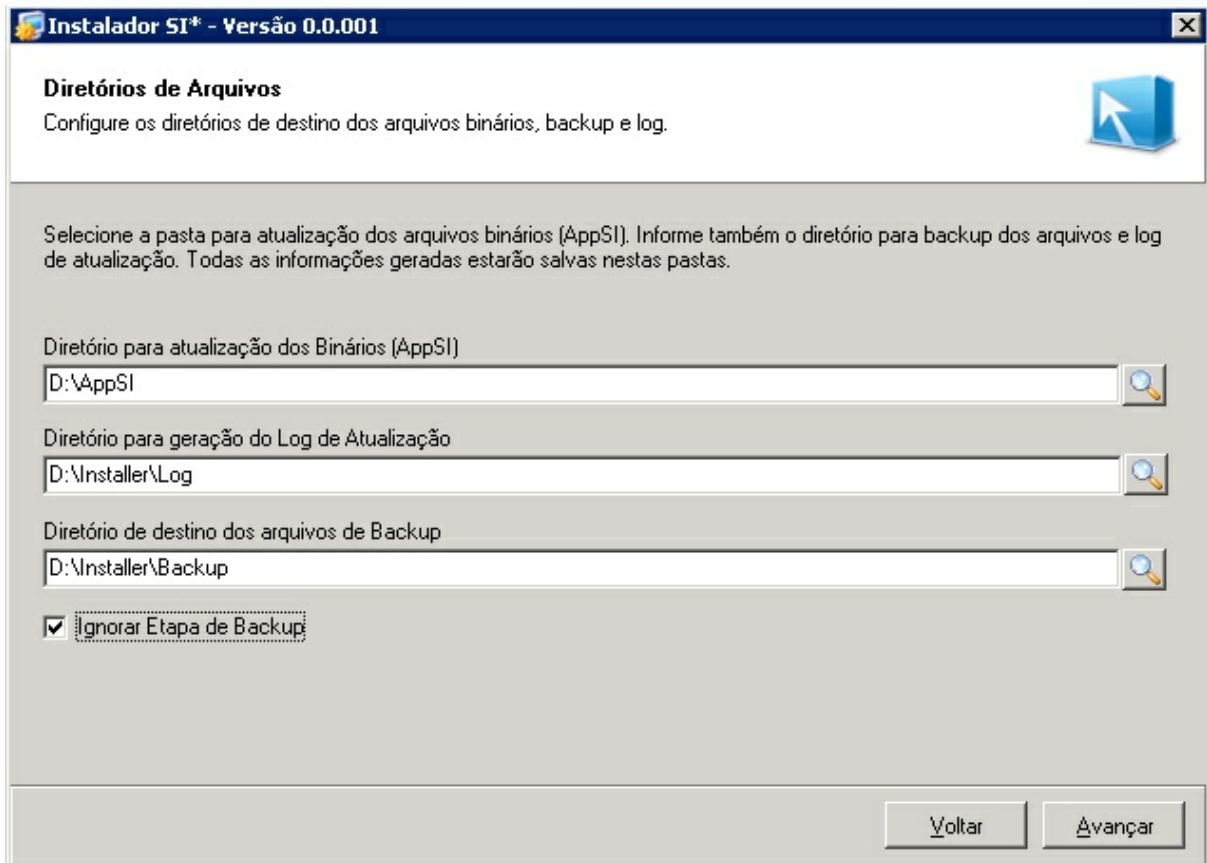 Instalador SI* - Versão 0.0.001
Diretórios de Arquivos
Configure os diretórios de destino dos arquivos binários, backup e log.
Selecione a pasta para atualização dos arquivos binários (AppSI). Informe também o diretório para backup dos arquivos e log
de atualização. Todas as informações geradas estarão salvas nestas pastas.
Diretório para atualização dos Binários (AppSI)
D:\AppSI
Diretório para geração do Log de Atualização
D:\Installer\Log
Diretório de destino dos arquivos de Backup
D:\Installer\Backup
Ignorar Etapa de Backup
Voltar
Avançar